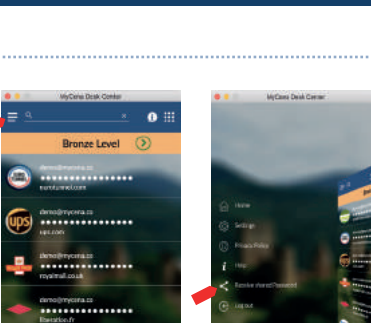 MyCena Desk Center
Bronze Level
demo@mycena.co
eurotunnel.com
demo@mycena.co
ups
ups.com
demo@mycena.co
royalmail.co.uk
demo@mycena.co
liberation.fr
MyCena Desk Center
Home
Settings
Privacy Policy
Help
Receive shared Password
Log out